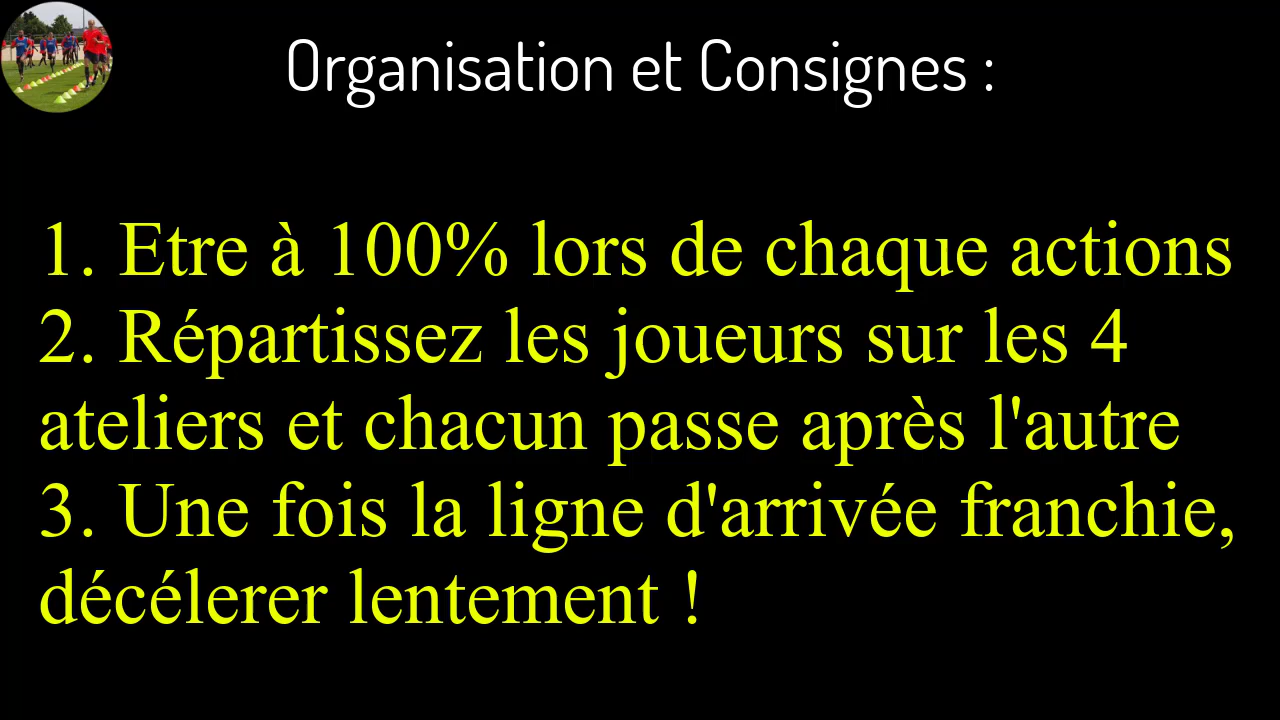 Organisation et Consignes :
1. Etre à 100% lors de chaque actions
2. Répartissez les joueurs sur les 4
ateliers et chacun passe après l'autre
3. Une fois la ligne d'arrivée franchie,
décélerer lentement !